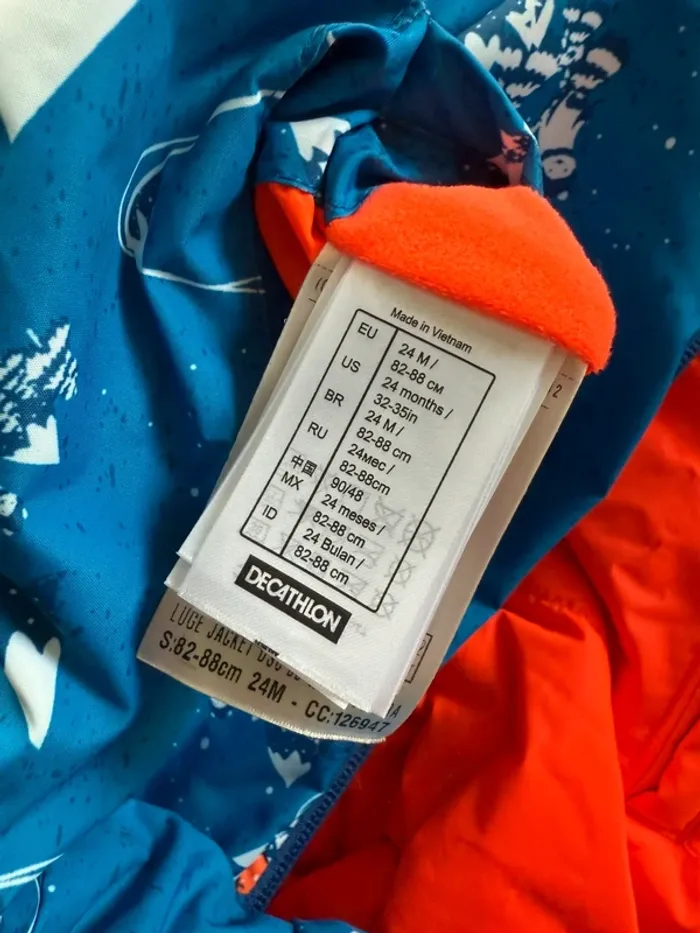 Made in Vietnam
EU 24 M /
82-88 см
US 24 months /
32-35in
BR 24 M /
82-88 cm
RU 24мес /
82-88cm
中国 90/48
MX 24 meses /
82-88 cm
ID 24 Bulan /
82-88 cm
DECATHLON
LUGE JACKET
S:82-88cm 24M - CC:126947